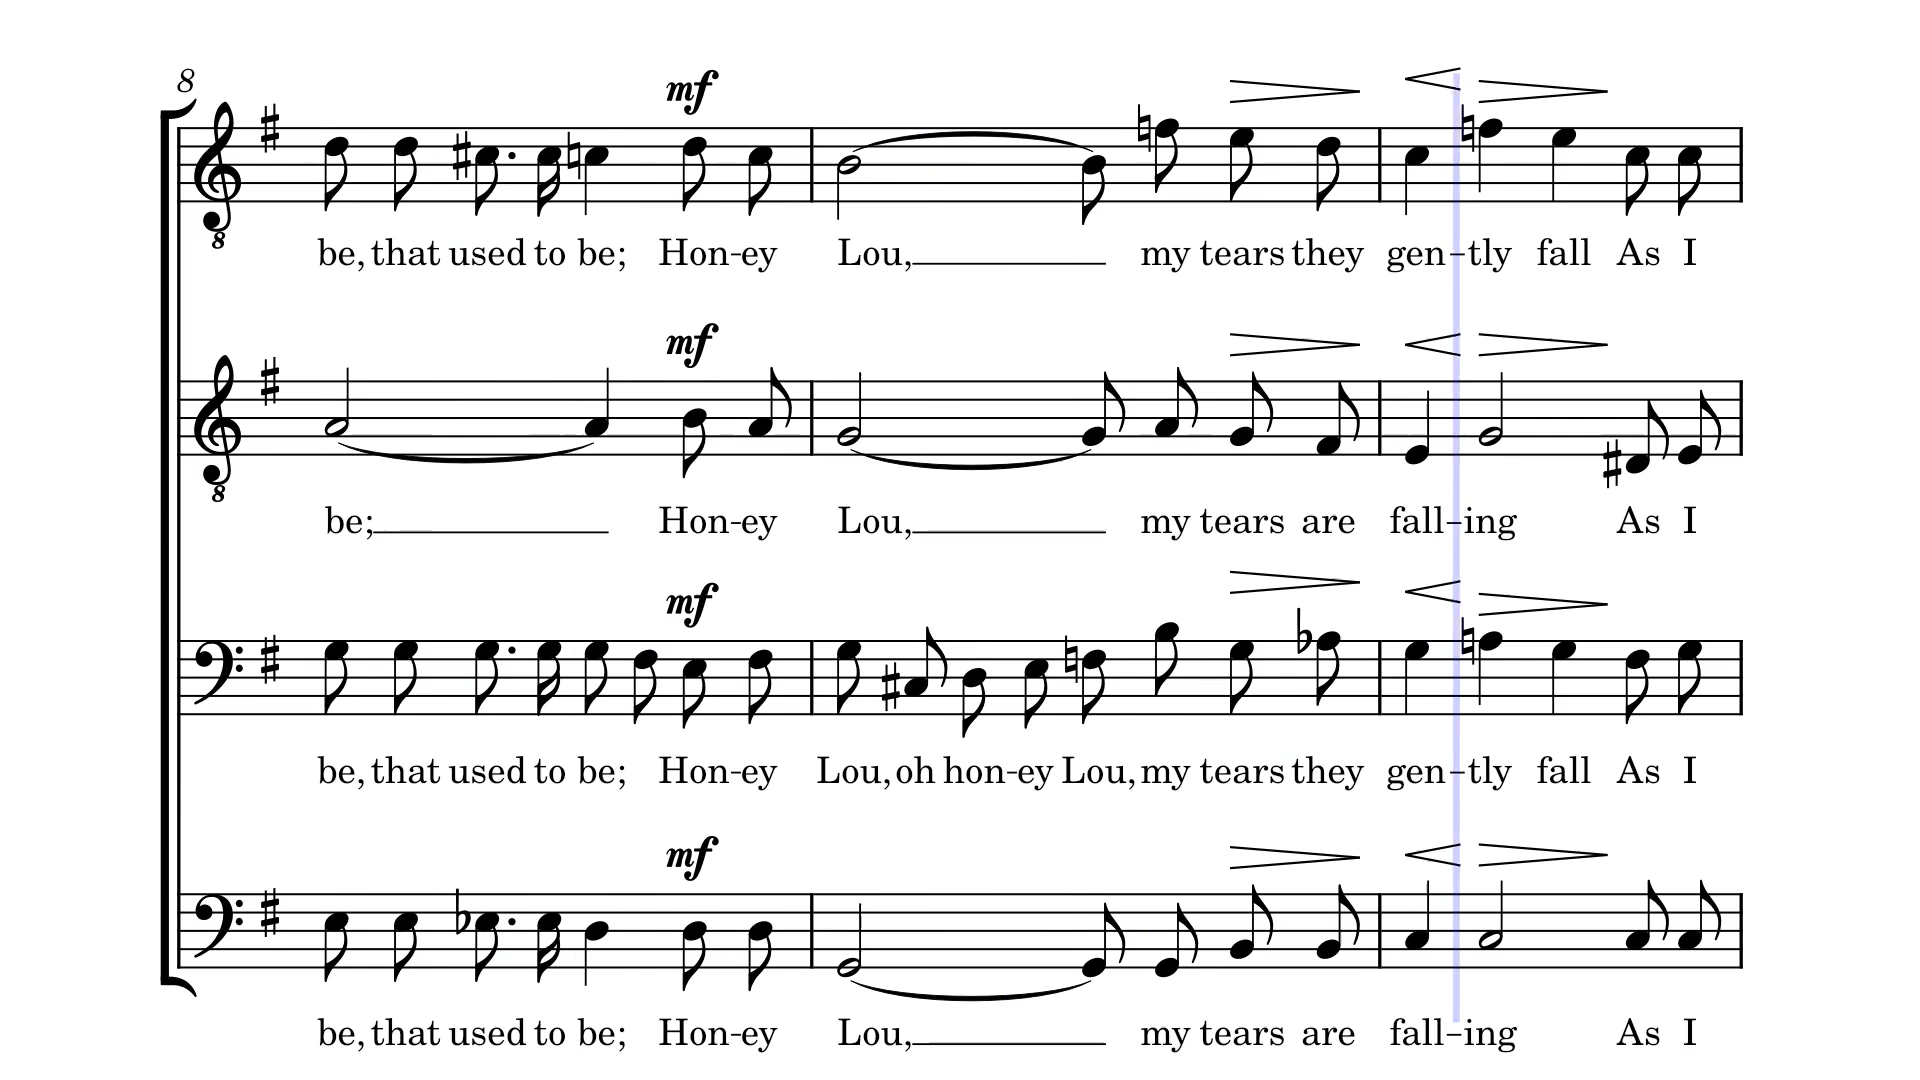 8
mf
8
be, that used to be; Hon-ey Lou, my tears they gen-tly fall As I
mf
8
be; Hon-ey Lou, my tears are fall-ing As I
mf
be, that used to be; Hon-ey Lou, oh hon-ey Lou, my tears they gen-tly fall As I
mf
be, that used to be; Hon-ey Lou, my tears are fall-ing As I